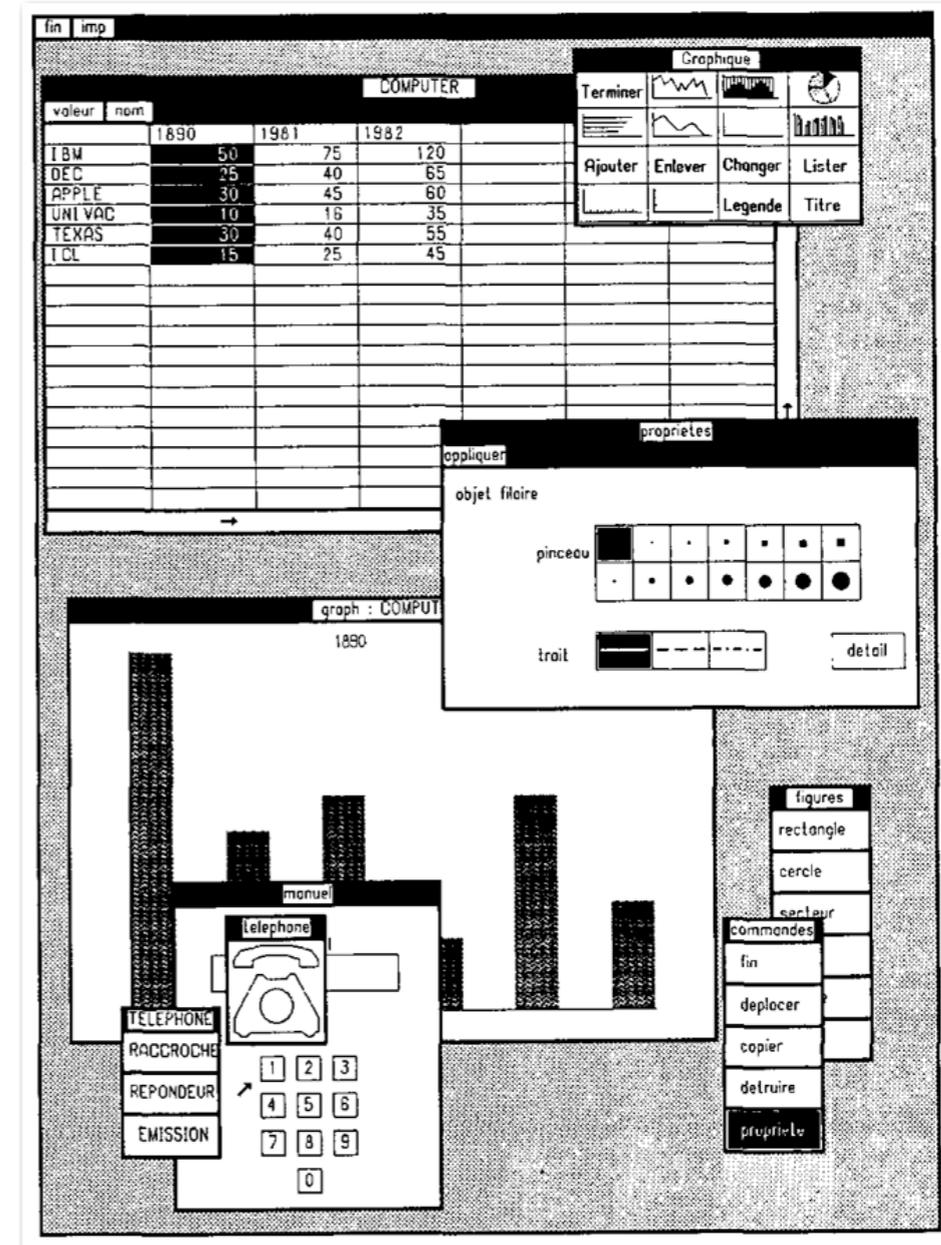 fin imp
COMPUTER
valeur nom
1890 1981 1982
IBM 50 75 120
DEC 25 40 65
APPLE 30 45 60
UNIVAC 10 16 35
TEXAS 30 40 55
ICL 15 25 45
Graphique
Terminer
Ajouter Enlever Changer Lister
Legende Titre
proprietes
appliquer
objet filaire
pinceau
trait detail
graph : COMPUT
1890
figures
rectangle
cercle
secteur
commandes
fin
deplacer
copier
detruire
propriete
manuel
telephone
TELEPHONE
RACCROCHE
REPONDEUR
EMISSION
1 2 3
4 5 6
7 8 9
0